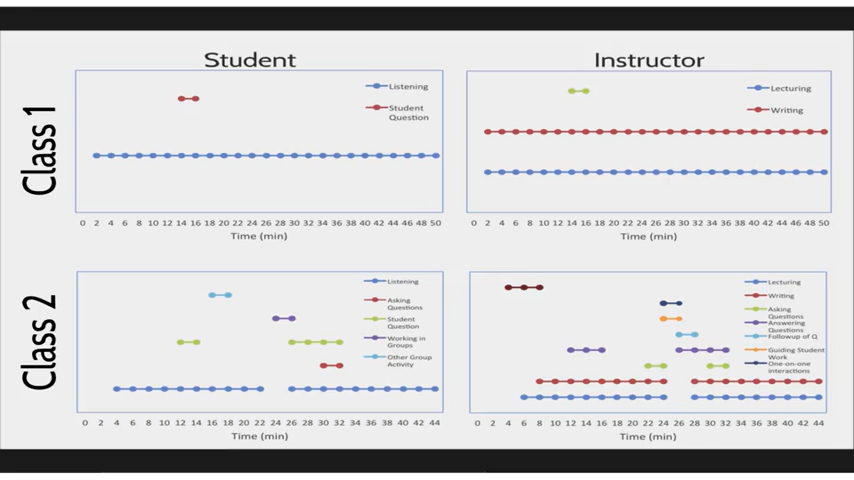 Student
Instructor
Class 1
Listening
Student
Question
0 2 4 6 8 10 12 14 16 18 20 22 24 26 28 30 32 34 36 38 40 42 44 46 48 50
Time (min)
Lecturing
Writing
0 2 4 6 8 10 12 14 16 18 20 22 24 26 28 30 32 34 36 38 40 42 44 46 48 50
Time (min)
Class 2
Listening
Asking
Questions
Student
Question
Working in
Groups
Other Group
Activity
0 2 4 6 8 10 12 14 16 18 20 22 24 26 28 30 32 34 36 38 40 42 44
Time (min)
Lecturing
Writing
Asking
Questions
Answering
Questions
Followup of Q
Guiding Student
Work
One-on-one
Interactions
0 2 4 6 8 10 12 14 16 18 20 22 24 26 28 30 32 34 36 38 40 42 44
Time (min)